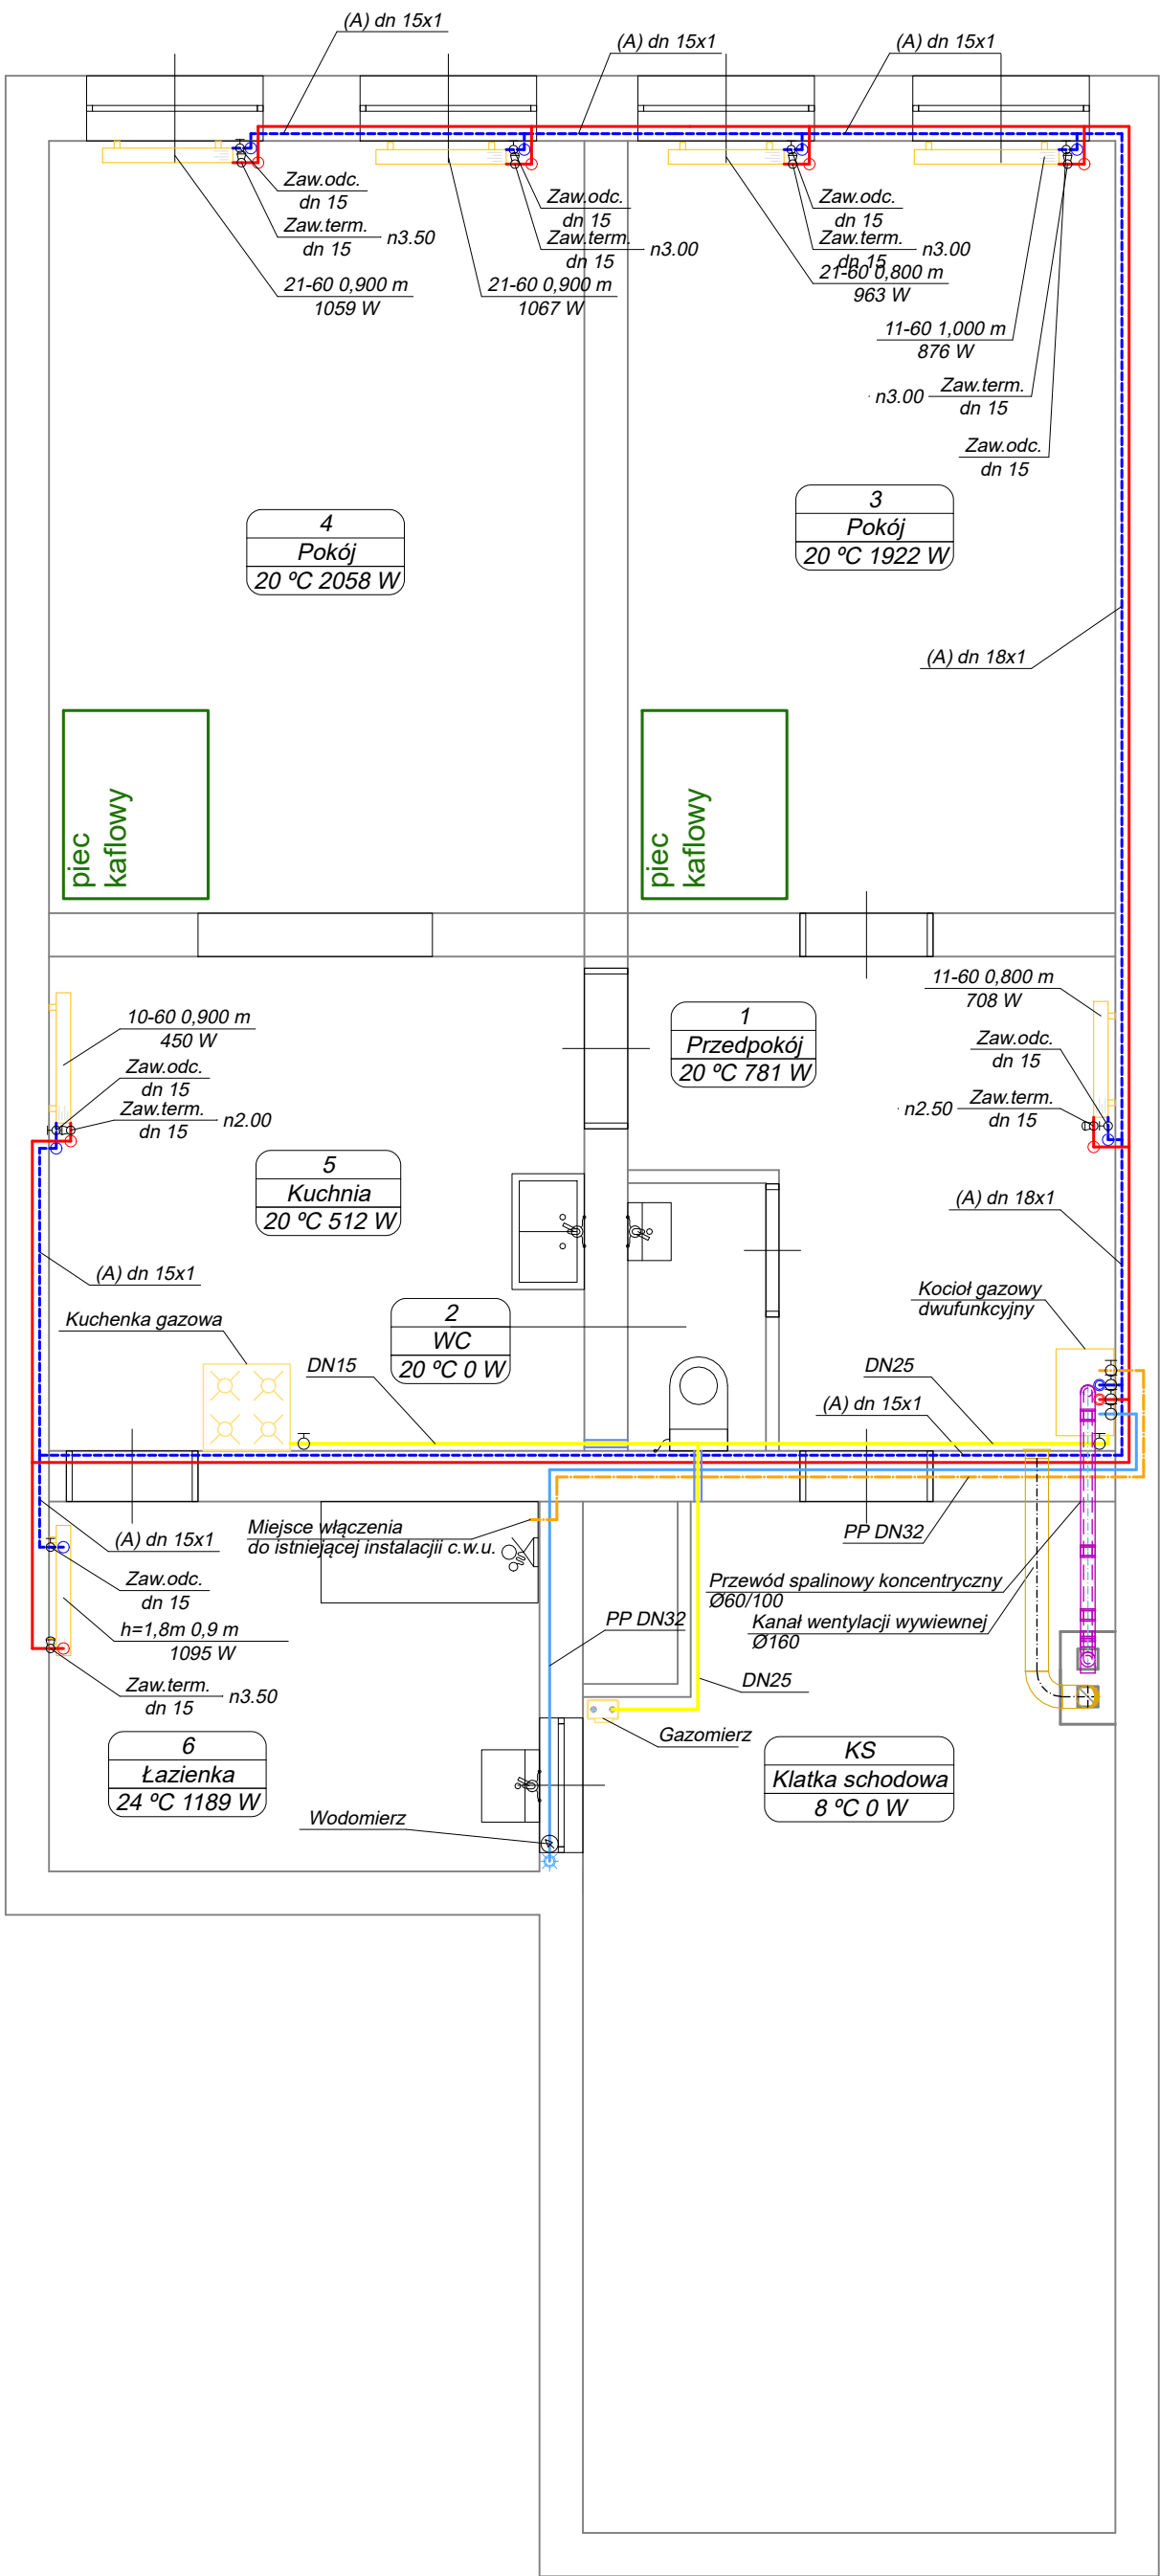 (A) dn 15x1
(A) dn 15x1
(A) dn 15x1
Zaw.odc.
dn 15
Zaw.term.
dn 15
n3.50
21-60 0,900 m
1059 W
Zaw.odc.
dn 15
Zaw.term.
dn 15
n3.00
21-60 0,900 m
1067 W
Zaw.odc.
dn 15
Zaw.term.
dn 15
n3.00
21-60 0,800 m
963 W
11-60 1,000 m
876 W
n3.00
Zaw.term.
dn 15
Zaw.odc.
dn 15
4
Pokój
20 ºC 2058 W
3
Pokój
20 ºC 1922 W
(A) dn 18x1
piec
kaflowy
piec
kaflowy
10-60 0,900 m
450 W
Zaw.odc.
dn 15
Zaw.term.
dn 15
n2.00
1
Przedpokój
20 ºC 781 W
11-60 0,800 m
708 W
Zaw.odc.
dn 15
n2.50
Zaw.term.
dn 15
5
Kuchnia
20 ºC 512 W
(A) dn 18x1
(A) dn 15x1
Kuchenka gazowa
2
WC
20 ºC 0 W
Kocioł gazowy
dwufunkcyjny
DN15
DN25
(A) dn 15x1
(A) dn 15x1
Miejsce włączenia
do istniejącej instalacjii c.w.u.
PP DN32
Zaw.odc.
dn 15
h=1,8m 0,9 m
1095 W
Przewód spalinowy koncentryczny
Ø60/100
PP DN32
Kanał wentylacji wywiewnej
Ø160
Zaw.term.
dn 15
n3.50
DN25
Gazomierz
6
Łazienka
24 ºC 1189 W
KS
Klatka schodowa
8 ºC 0 W
Wodomierz